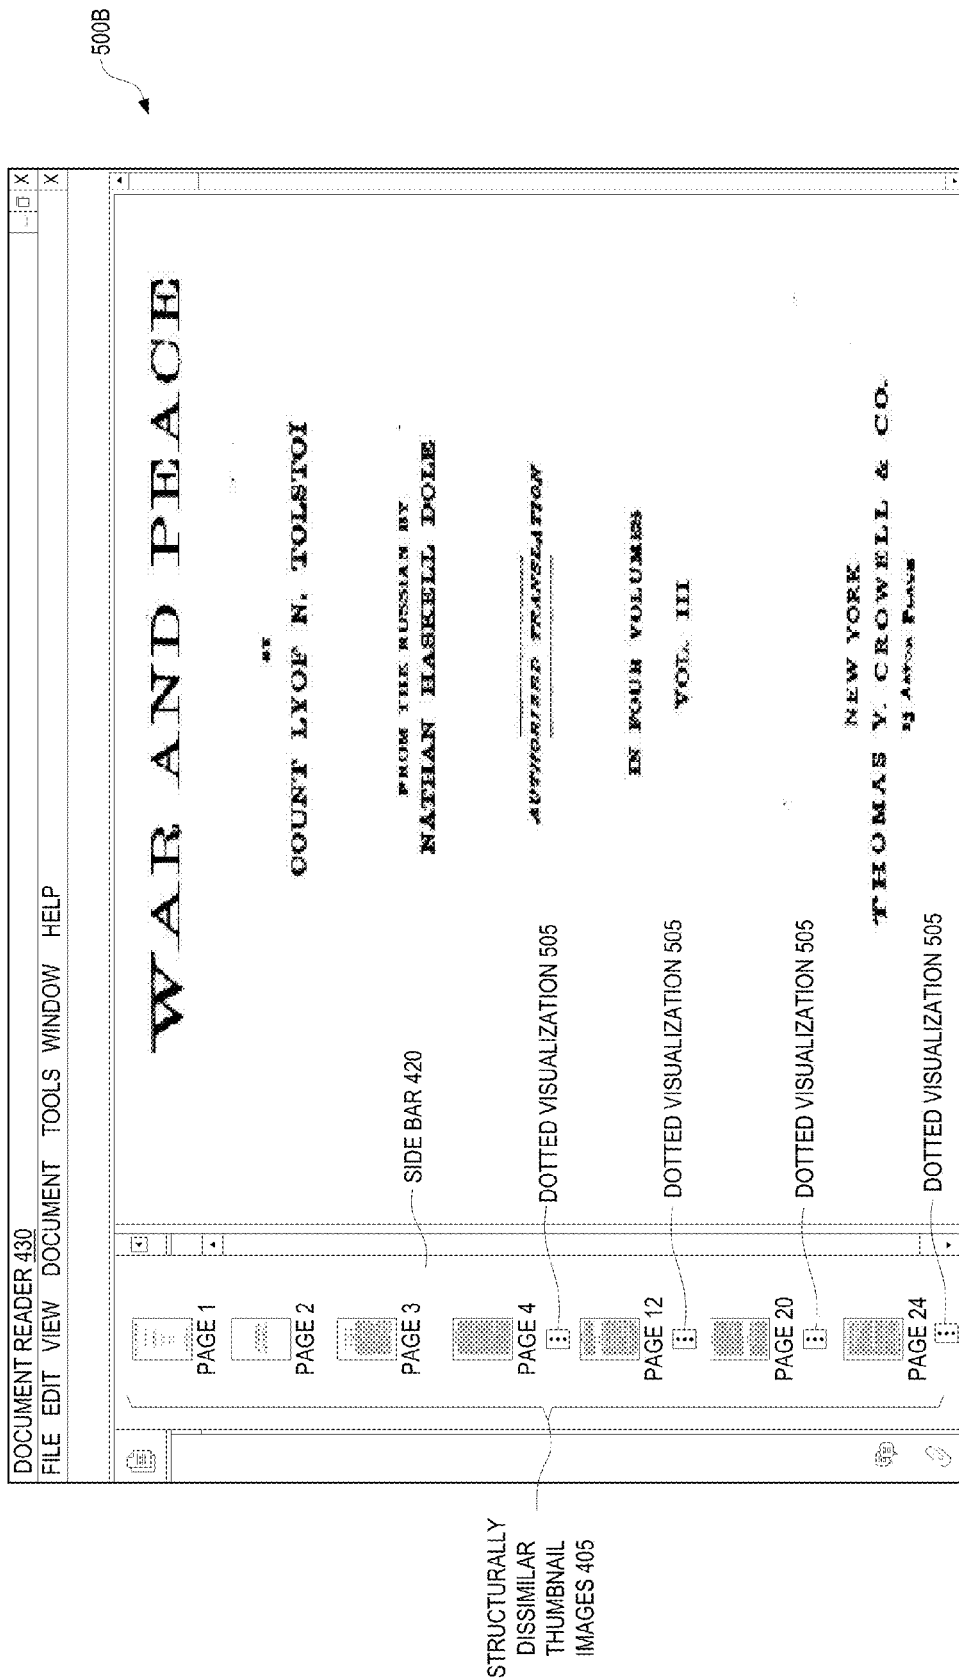 500B
DOCUMENT READER 430
FILE EDIT VIEW DOCUMENT TOOLS WINDOW HELP
X
X
STRUCTURALLY
DISSIMILAR
THUMBNAIL
IMAGES 405
PAGE 1
PAGE 2
PAGE 3
PAGE 4
PAGE 12
PAGE 20
PAGE 24
SIDE BAR 420
DOTTED VISUALIZATION 505
DOTTED VISUALIZATION 505
DOTTED VISUALIZATION 505
DOTTED VISUALIZATION 505
WAR AND PEACE
BY
COUNT LYOF N. TOLSTOI
FROM THE RUSSIAN BY
NATHAN HASKELL DOLE
AUTHORIZED TRANSLATION
IN FOUR VOLUMES
VOL. III
NEW YORK
THOMAS Y. CROWELL & CO.
Place